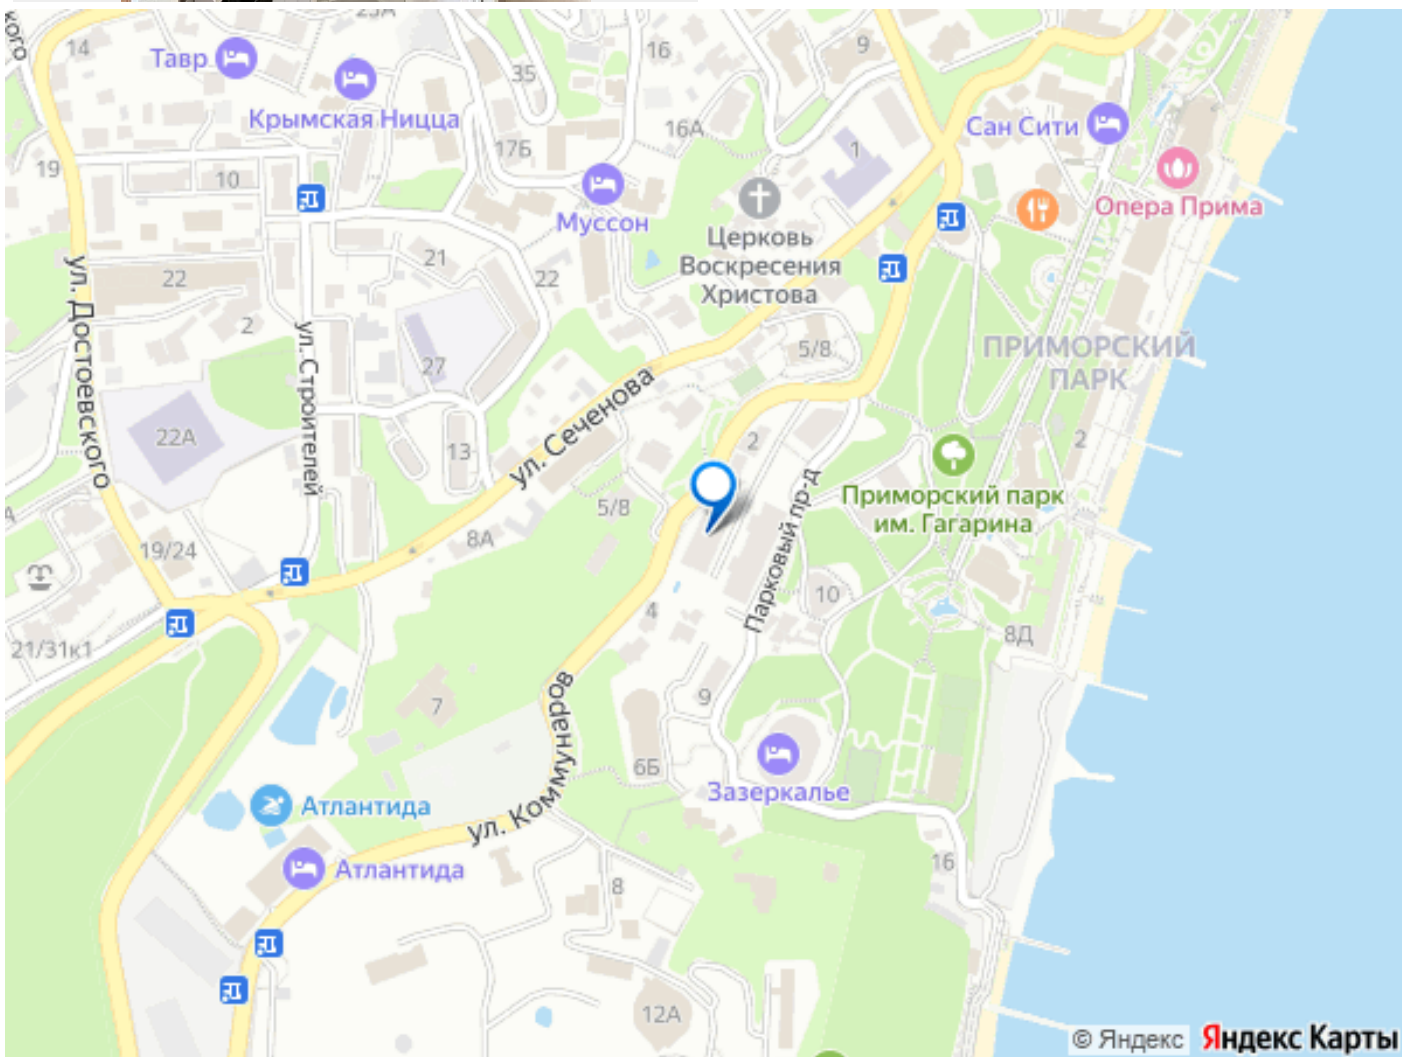 кого
14
Тавр
23А
Крымская Ницца
35
16
9
17Б
16А
1
Сан Сити
Опера Прима
19
10
Муссон
Церковь
Воскресения
Христова
ул. Достоевского
22
21
22
2
ул. Строителей
27
5/8
ПРИМОРСКИЙ
ПАРК
ул. Сеченова
22А
13
2
2
Приморский парк
им. Гагарина
5/8
8А
Парковый пр-д
19/24
10
4
8Д
21/31к1
7
9
ул. Коммунаров
6Б
Зазеркалье
Атлантида
Атлантида
8
16
12А
© Яндекс Яндекс Карты